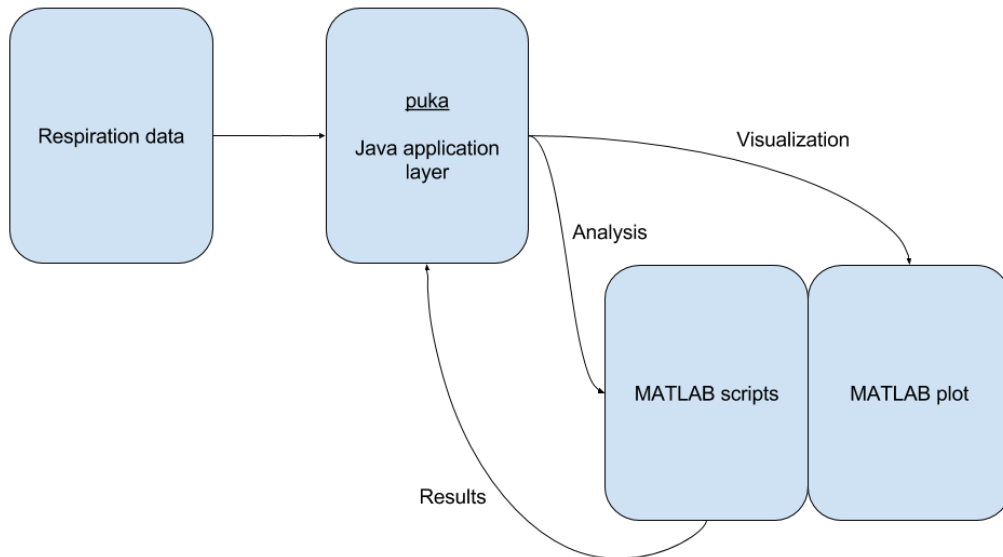 Respiration data
puka
Java application
layer
Visualization
Analysis
MATLAB scripts
MATLAB plot
Results